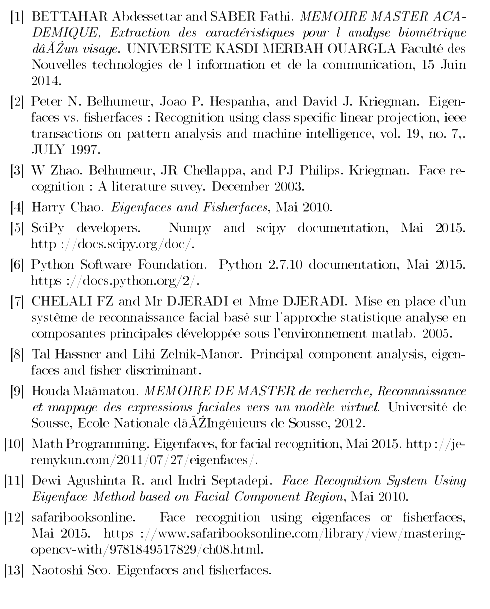 [1] BETTAHAR Abdessettar and SABER Fathi. MEMOIRE MASTER ACA-
DEMIQUE, Extraction des caractéristiques pour l analyse biométrique
dâĂŹun visage. UNIVERSITE KASDI MERBAH OUARGLA Faculté des
Nouvelles technologies de l information et de la communication, 15 Juin
2014.
[2] Peter N. Belhumeur, Joao P. Hespanha, and David J. Kriegman. Eigen-
faces vs. fisherfaces : Recognition using class specific linear projection, ieee
transactions on pattern analysis and machine intelligence, vol. 19, no. 7,.
JULY 1997.
[3] W Zhao. Belhumeur, JR Chellappa, and PJ Philips. Kriegman. Face re-
cognition : A literature suvey. December 2003.
[4] Harry Chao. Eigenfaces and Fisherfaces, Mai 2010.
[5] SciPy developers. Numpy and scipy documentation, Mai 2015.
http ://docs.scipy.org/doc/.
[6] Python Software Foundation. Python 2.7.10 documentation, Mai 2015.
https ://docs.python.org/2/.
[7] CHELALI FZ and Mr DJERADI et Mme DJERADI. Mise en place d'un
système de reconnaissance facial basé sur l'approche statistique analyse en
composantes principales développée sous l'environnement matlab. 2005.
[8] Tal Hassner and Lihi Zelnik-Manor. Principal component analysis, eigen-
faces and fisher discriminant.
[9] Houda Maâmatou. MEMOIRE DE MASTER de recherche, Reconnaissance
et mappage des expressions faciales vers un modèle virtuel. Université de
Sousse, Ecole Nationale dâĂŹIngénieurs de Sousse, 2012.
[10] Math Programming. Eigenfaces, for facial recognition, Mai 2015. http ://je-
remykun.com/2011/07/27/eigenfaces/.
[11] Dewi Agushinta R. and Indri Septadepi. Face Recognition System Using
Eigenface Method based on Facial Component Region, Mai 2010.
[12] safaribooksonline. Face recognition using eigenfaces or fisherfaces,
Mai 2015. https ://www.safaribooksonline.com/library/view/mastering-
opencv-with/9781849517829/ch08.html.
[13] Naotoshi Seo. Eigenfaces and fisherfaces.